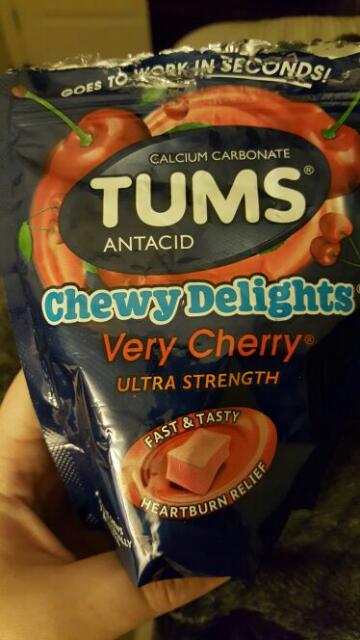 GOES TO WORK IN SECONDS!
CALCIUM CARBONATE
TUMS®
ANTACID
Chewy Delights®
Very Cherry®
ULTRA STRENGTH
FAST & TASTY
HEARTBURN RELIEF